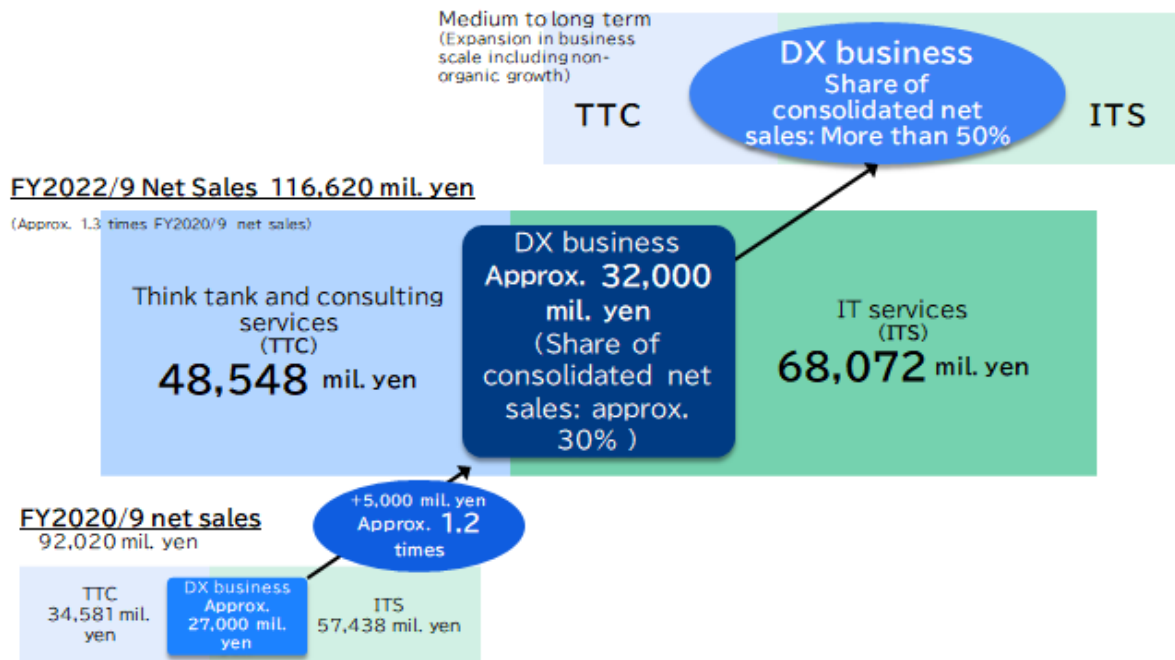 Medium to long term
(Expansion in business
scale including non-
organic growth)
TTC
DX business
Share of
consolidated net
sales: More than 50%
ITS
FY2022/9 Net Sales 116,620 mil. yen
(Approx. 1.3 times FY2020/9 net sales)
Think tank and consulting
services
(TTC)
48,548 mil. yen
DX business
Approx. 32,000
mil. yen
(Share of
consolidated net
sales: approx.
30% )
IT services
(ITS)
68,072 mil. yen
+5,000 mil. yen
Approx. 1.2
times
FY2020/9 net sales
92,020 mil. yen
TTC
34,581 mil.
yen
DX business
Approx.
27,000 mil.
yen
ITS
57,438 mil. yen